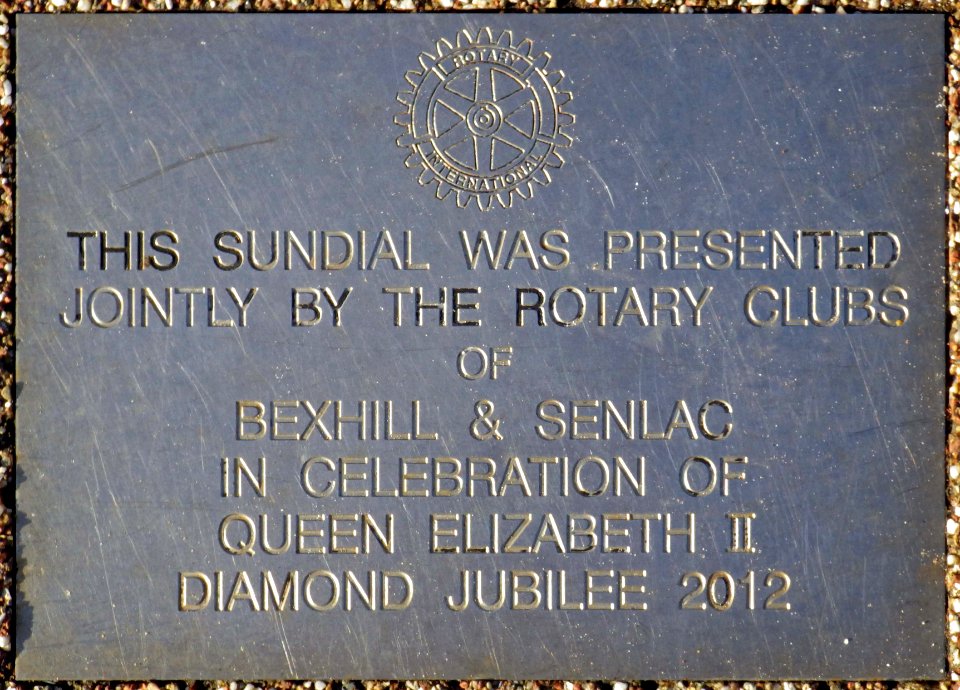 ROTARY
INTERNATIONAL
THIS SUNDIAL WAS PRESENTED
JOINTLY BY THE ROTARY CLUBS
OF
BEXHILL & SENLAC
IN CELEBRATION OF
QUEEN ELIZABETH II
DIAMOND JUBILEE 2012